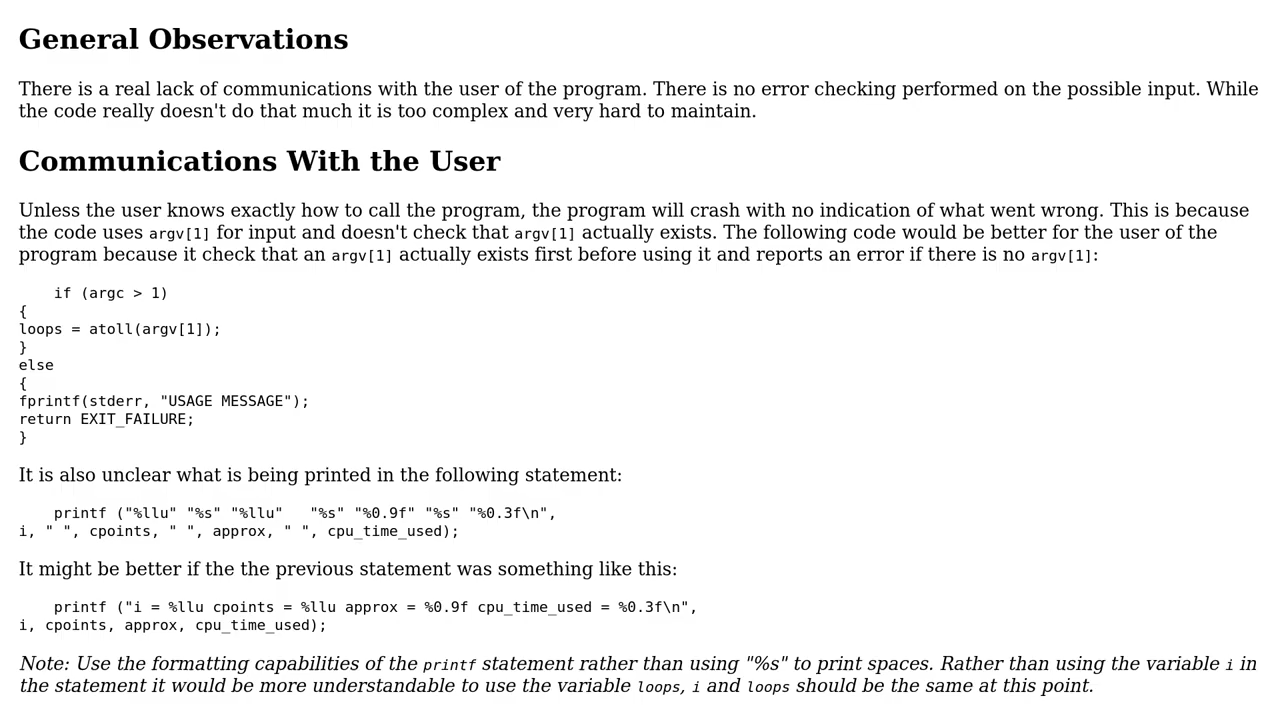 General Observations
There is a real lack of communications with the user of the program. There is no error checking performed on the possible input. While
the code really doesn't do that much it is too complex and very hard to maintain.
Communications With the User
Unless the user knows exactly how to call the program, the program will crash with no indication of what went wrong. This is because
the code uses argv[1] for input and doesn't check that argv[1] actually exists. The following code would be better for the user of the
program because it check that an argv[1] actually exists first before using it and reports an error if there is no argv[1]:
    if (argc > 1)
{
loops = atoll(argv[1]);
}
else
{
fprintf(stderr, "USAGE MESSAGE");
return EXIT_FAILURE;
}
It is also unclear what is being printed in the following statement:
    printf ("%llu" "%s" "%llu"   "%s" "%0.9f" "%s" "%0.3f\n",
i, " ", cpoints, " ", approx, " ", cpu_time_used);
It might be better if the the previous statement was something like this:
    printf ("i = %llu cpoints = %llu approx = %0.9f cpu_time_used = %0.3f\n",
i, cpoints, approx, cpu_time_used);
Note: Use the formatting capabilities of the printf statement rather than using "%s" to print spaces. Rather than using the variable i in
the statement it would be more understandable to use the variable loops, i and loops should be the same at this point.